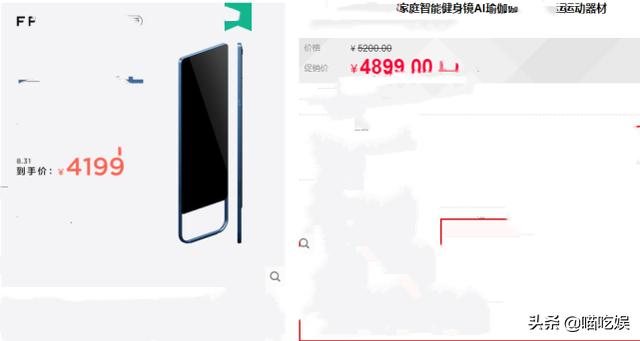 8.31
到手价：¥4199
家庭智能健身镜AI瑜伽
运动器材
价格 ¥ 5200.00
促销价 ¥ 4899.00
头条 @喵吃娱